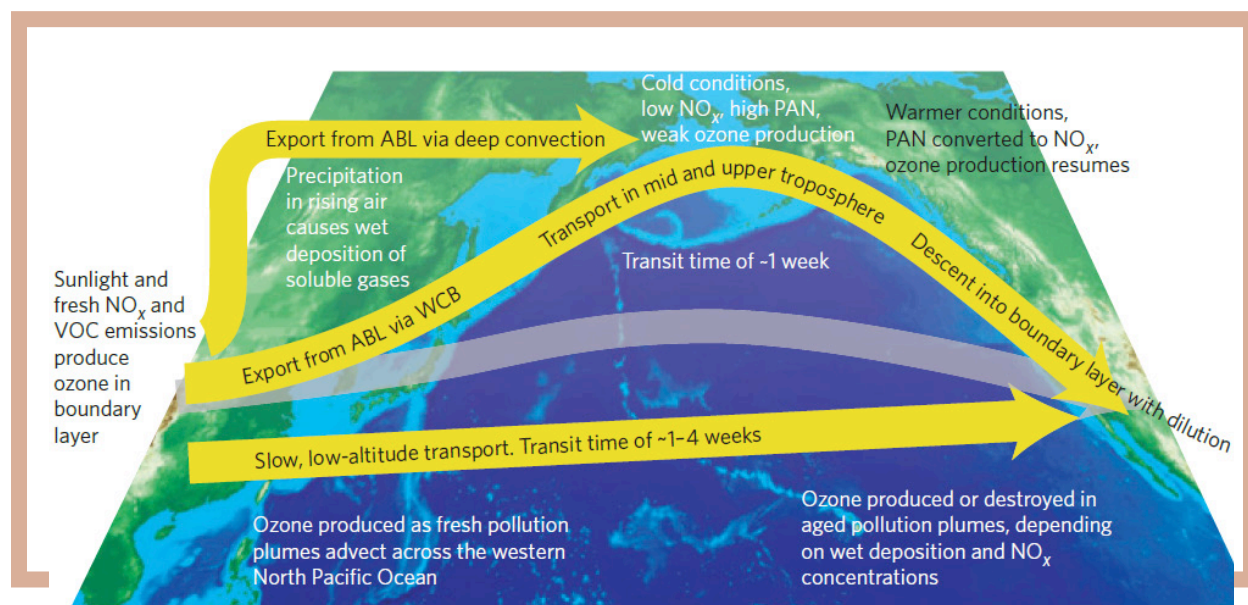 Cold conditions,
low NOx, high PAN,
weak ozone production
Warmer conditions,
PAN converted to NOx,
ozone production resumes
Export from ABL via deep convection
Precipitation
in rising air
causes wet
deposition of
soluble gases
Transport in mid and upper troposphere
Transit time of ~1 week
Descent into boundary layer with dilution
Sunlight and
fresh NOx and
VOC emissions
produce
ozone in
boundary
layer
Export from ABL via WCB
Slow, low-altitude transport. Transit time of ~1–4 weeks
Ozone produced as fresh pollution
plumes advect across the western
North Pacific Ocean
Ozone produced or destroyed in
aged pollution plumes, depending
on wet deposition and NOx
concentrations